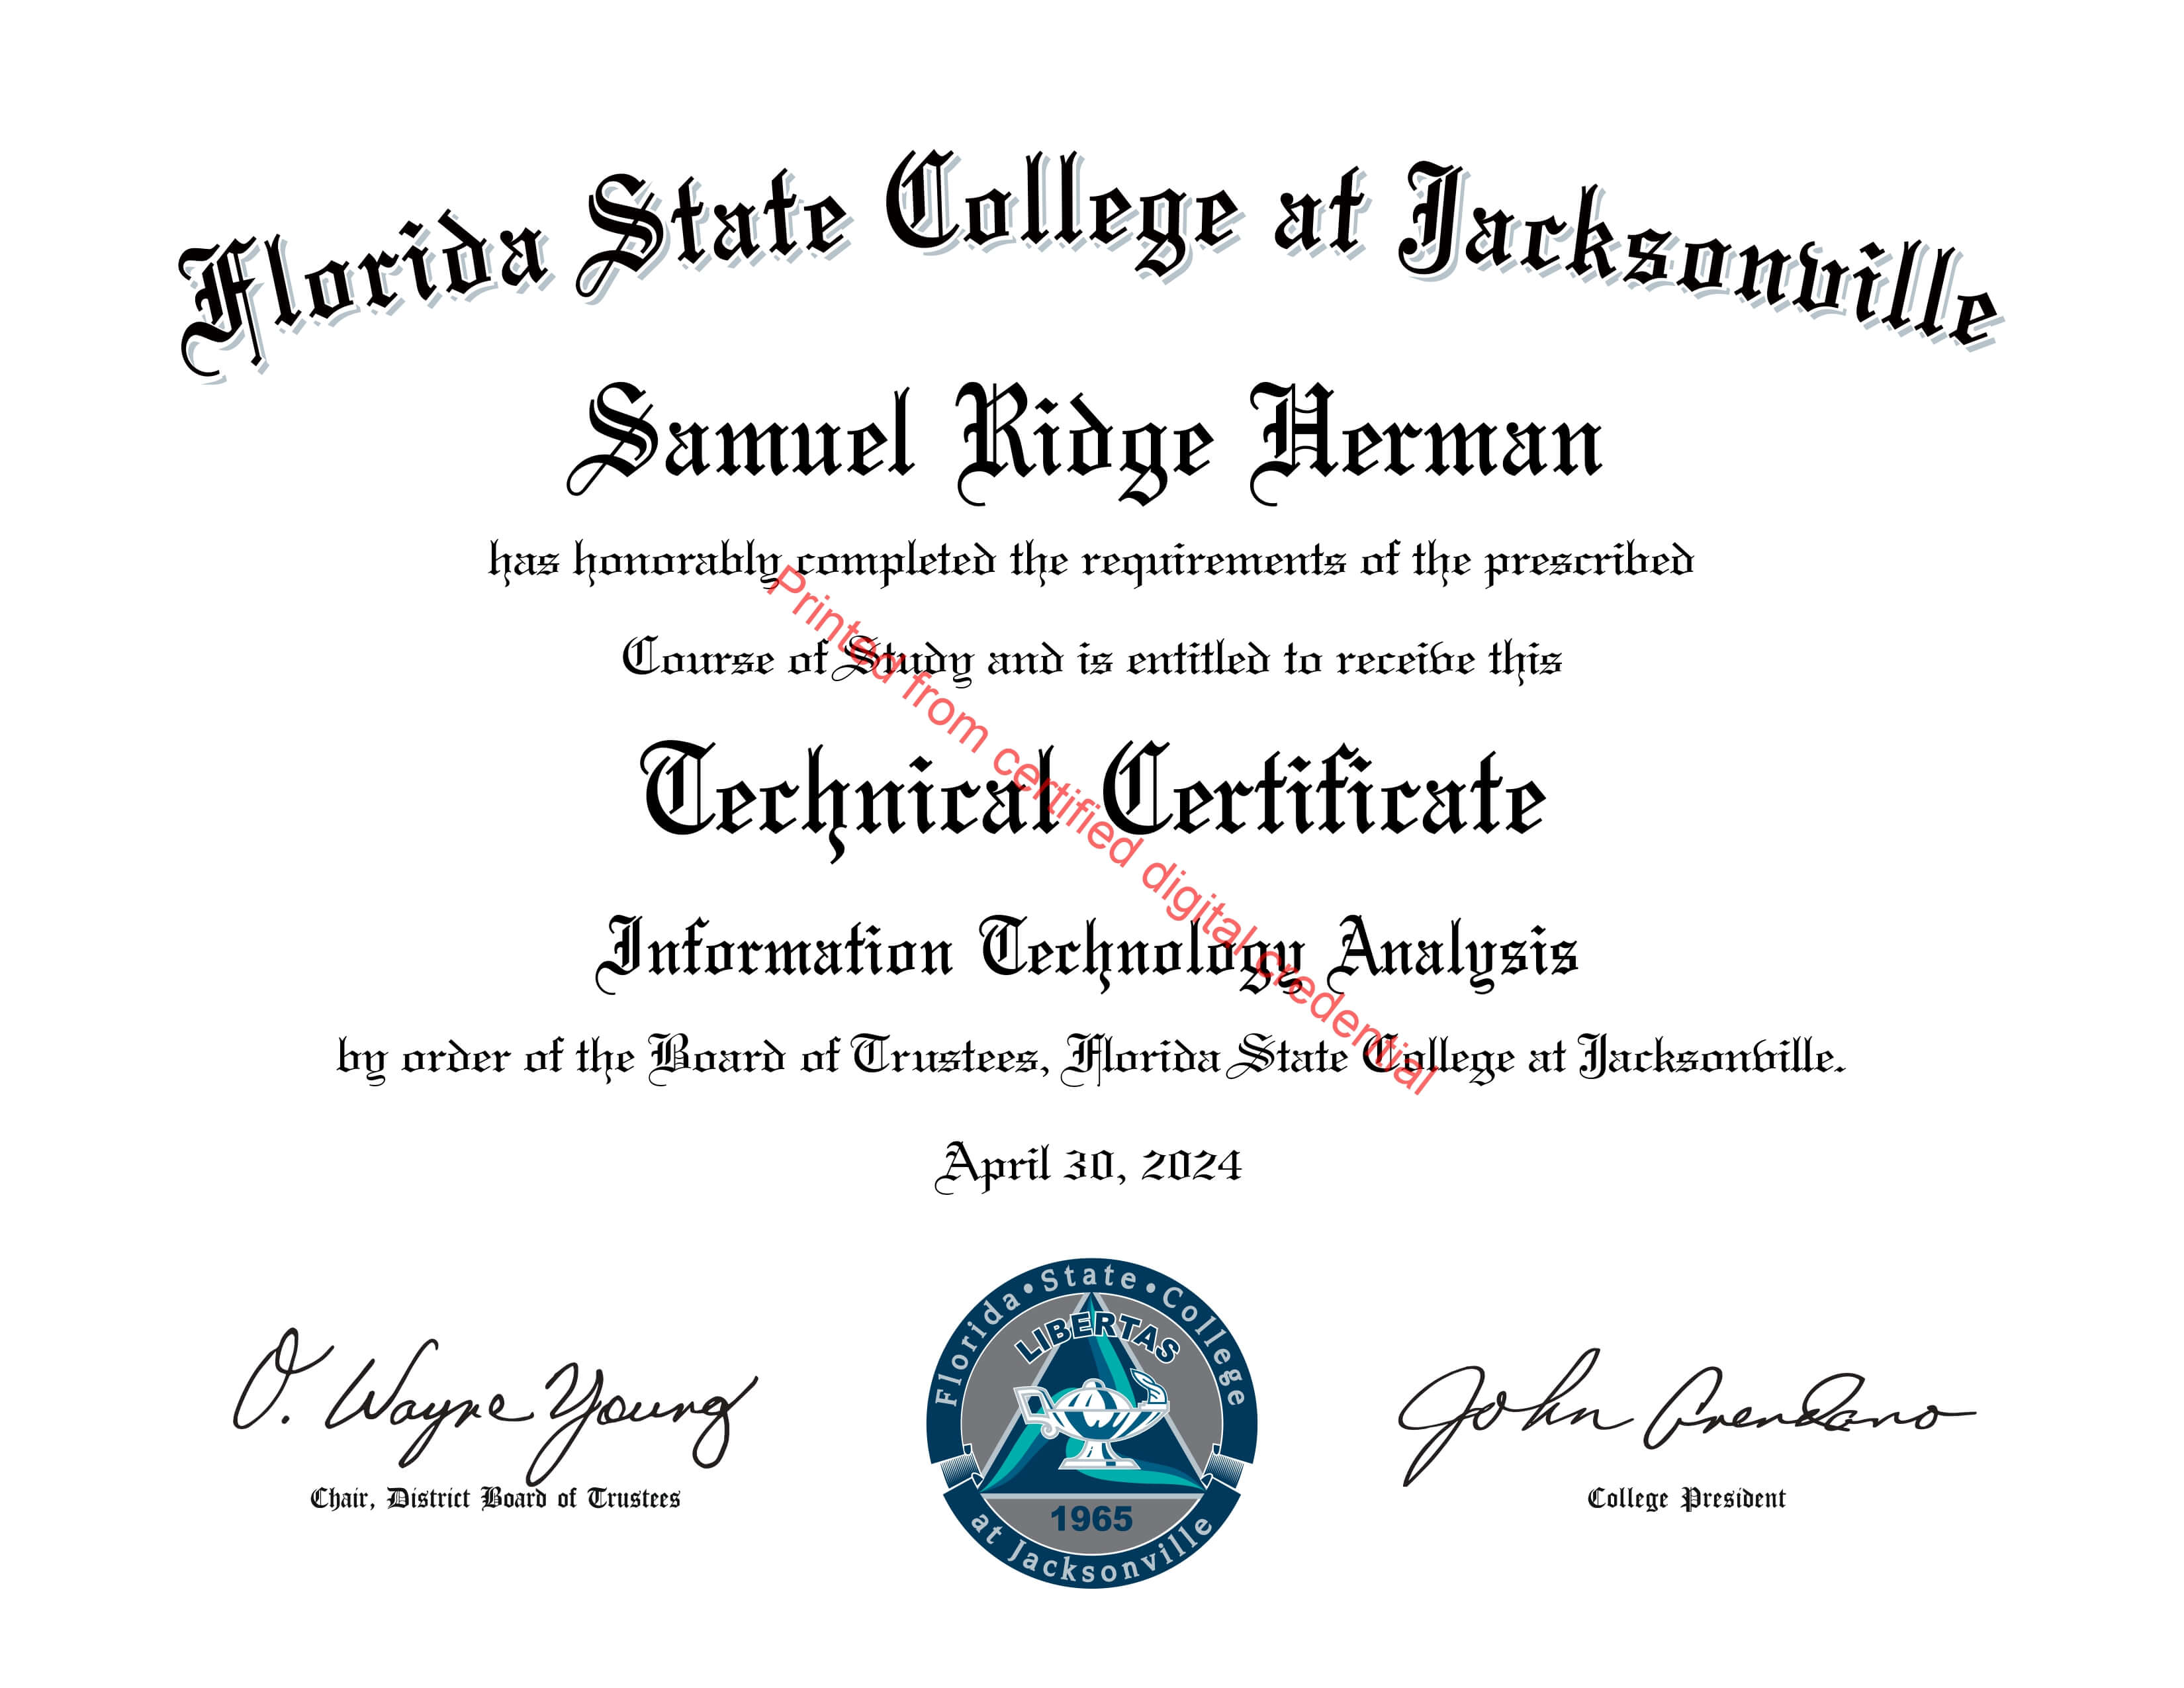 Florida State College at Jacksonville
Samuel Ridge Herman
has honorably completed the requirements of the prescribed
Course of Study and is entitled to receive this
Technical Certificate
Information Technology Analysis
by order of the Board of Trustees, Florida State College at Jacksonville.
Printed from certified digital credential
April 30, 2024
Florida • State • College
LIBERTAS
1965
at Jacksonville
O. Wayne Young
Chair, District Board of Trustees
John Avendano
College President